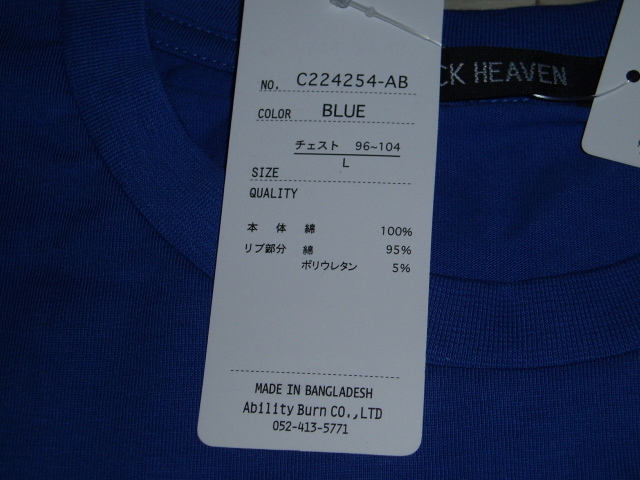 NO. C224254-AB
COLOR BLUE
チェスト 96~104
L
SIZE
QUALITY
本 体 綿 100%
リブ部分 綿 95%
ポリウレタン 5%
MADE IN BANGLADESH
Ability Burn CO.,LTD
052-413-5771
CK HEAVEN